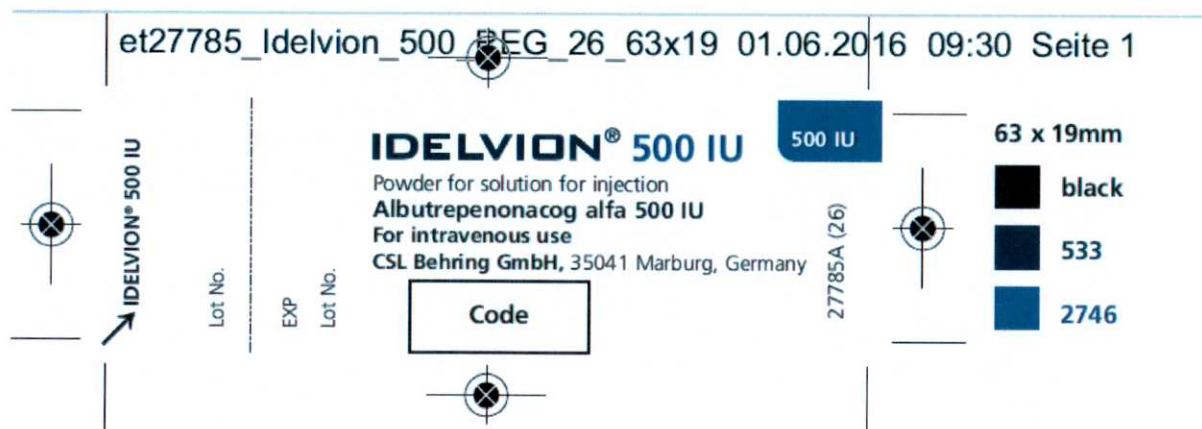 et27785_Idelvion_500_BEG_26_63x19 01.06.2016 09:30 Seite 1
IDELVION® 500 IU
Lot No.
EXP
Lot No.
IDELVION® 500 IU
Powder for solution for injection
Albutrepenonacog alfa 500 IU
For intravenous use
CSL Behring GmbH, 35041 Marburg, Germany
Code
500 IU
27785A (26)
63 x 19mm
black
533
2746